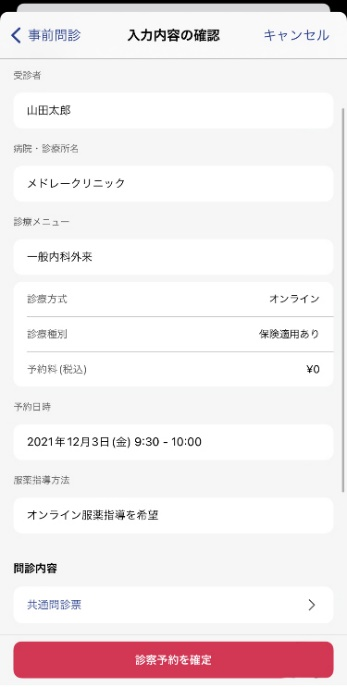 事前問診 入力内容の確認 キャンセル
受診者
山田太郎
病院・診療所名
メドレークリニック
診療メニュー
一般内科外来
診療方式 オンライン
診療種別 保険適用あり
予約料(税込) ¥0
予約日時
2021年12月3日(金) 9:30 - 10:00
服薬指導方法
オンライン服薬指導を希望
問診内容
共通問診票
診察予約を確定